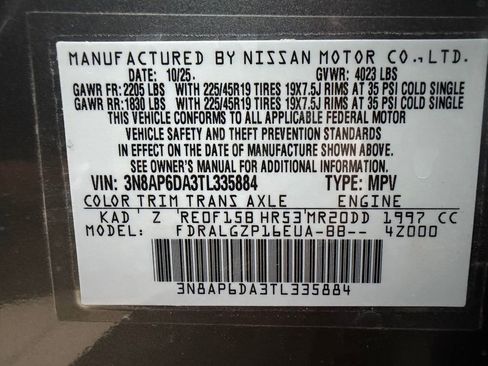 MANUFACTURED BY NISSAN MOTOR CO.,LTD.
DATE: 10/25. GVWR: 4023 LBS
GAWR FR: 2205 LBS WITH 225/45R19 TIRES 19X7.5J RIMS AT 35 PSI COLD SINGLE
GAWR RR: 1830 LBS WITH 225/45R19 TIRES 19X7.5J RIMS AT 35 PSI COLD SINGLE
THIS VEHICLE CONFORMS TO ALL APPLICABLE FEDERAL MOTOR
VEHICLE SAFETY AND THEFT PREVENTION STANDARDS
IN EFFECT ON THE DATE OF MANUFACTURE SHOWN ABOVE.
SEE OWNER'S MANUAL FOR ADDITIONAL INFORMATION.
VIN: 3N8AP6DA3TL335884 TYPE: MPV
COLOR TRIM TRANS AXLE ENGINE
KAD Z RE0F15B HR53 MR20DD 1997 CC
MODEL: FDRALGZP16EUA-BB-- 4Z000
3N8AP6DA3TL335884